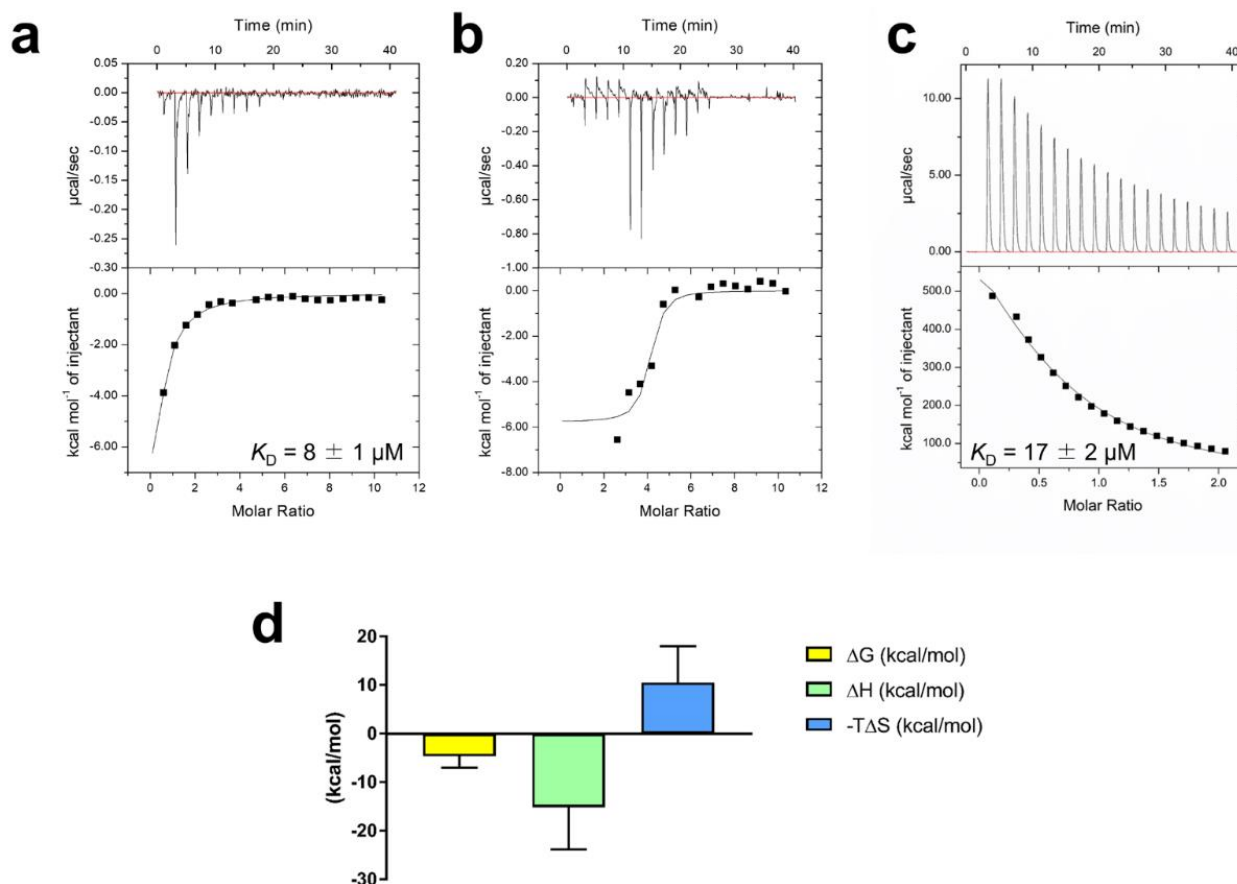 a
Time (min)
0 10 20 30 40
0.05
0.00
-0.05
-0.10
-0.15
-0.20
-0.25
-0.30
µcal/sec
0.00
-2.00
-4.00
-6.00
kcal mol⁻¹ of injectant
K_D = 8 ± 1 µM
0 2 4 6 8 10 12
Molar Ratio
b
Time (min)
0 10 20 30 40
0.20
0.00
-0.20
-0.40
-0.60
-0.80
-1.00
µcal/sec
0.00
-2.00
-4.00
-6.00
-8.00
kcal mol⁻¹ of injectant
0 2 4 6 8 10 12
Molar Ratio
c
Time (min)
0 10 20 30 40
10.00
5.00
0.00
µcal/sec
500.0
400.0
300.0
200.0
100.0
kcal mol⁻¹ of injectant
K_D = 17 ± 2 µM
0.0 0.5 1.0 1.5 2.0
Molar Ratio
d
20
10
0
-10
-20
-30
(kcal/mol)
ΔG (kcal/mol)
ΔH (kcal/mol)
-TΔS (kcal/mol)